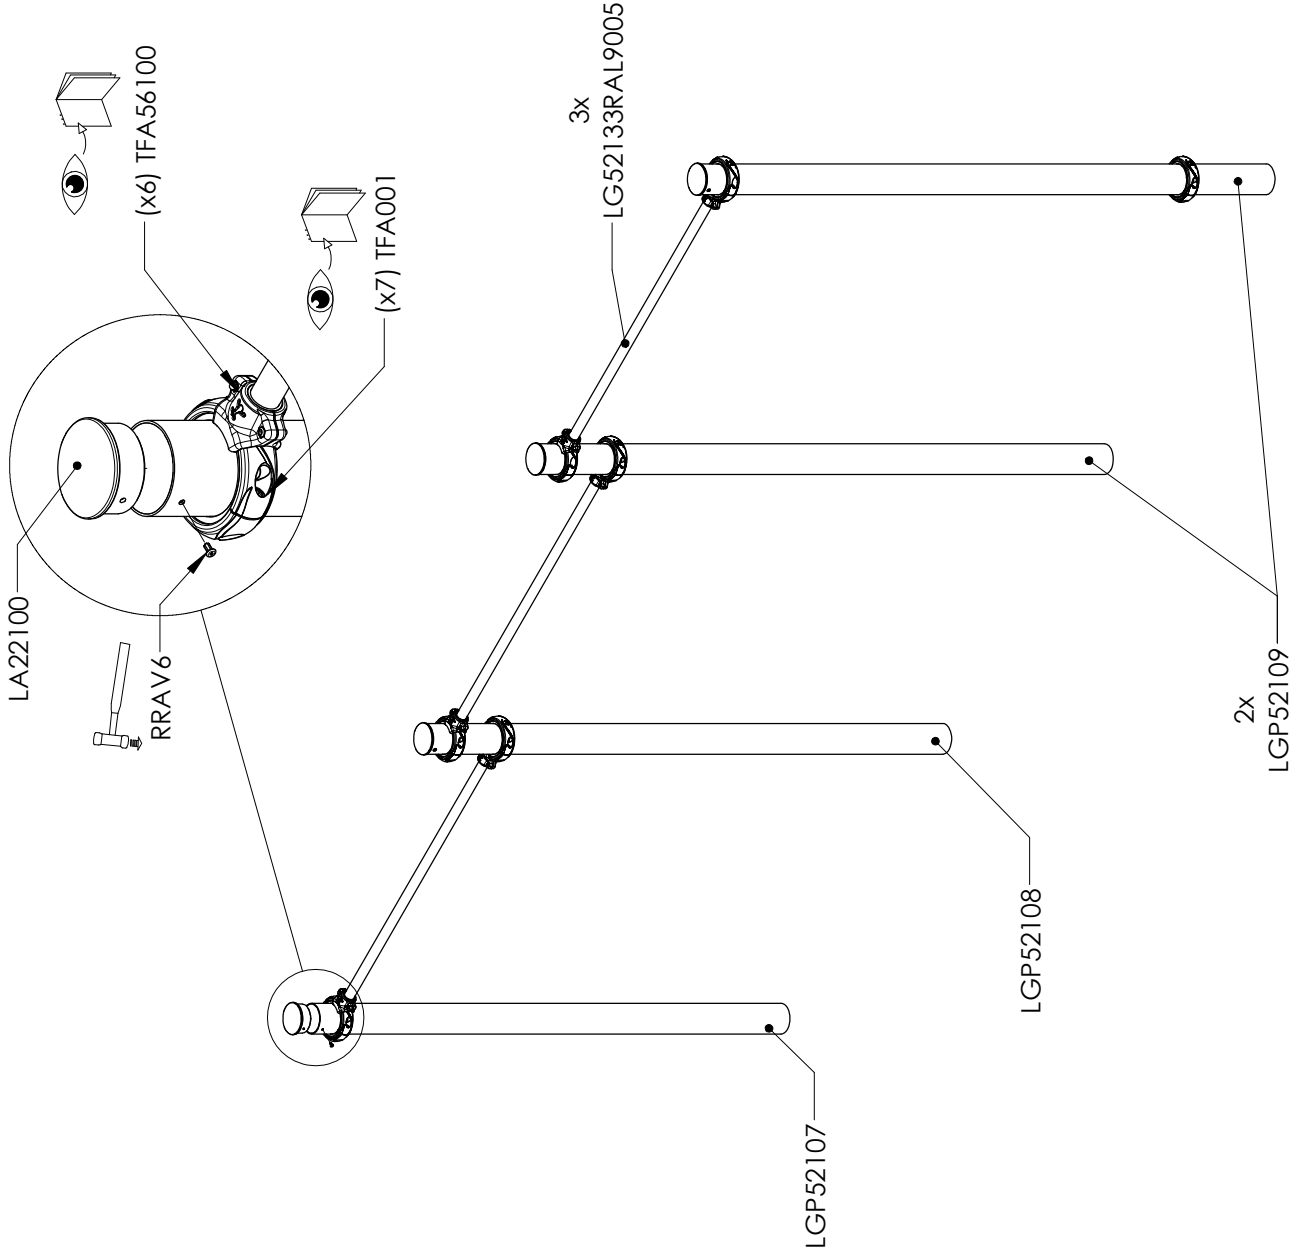 LA22100
RRAV6
(x6) TFA56100
(x7) TFA001
3x
LG52133RAL9005
2x
LGP52109
LGP52108
LGP52107